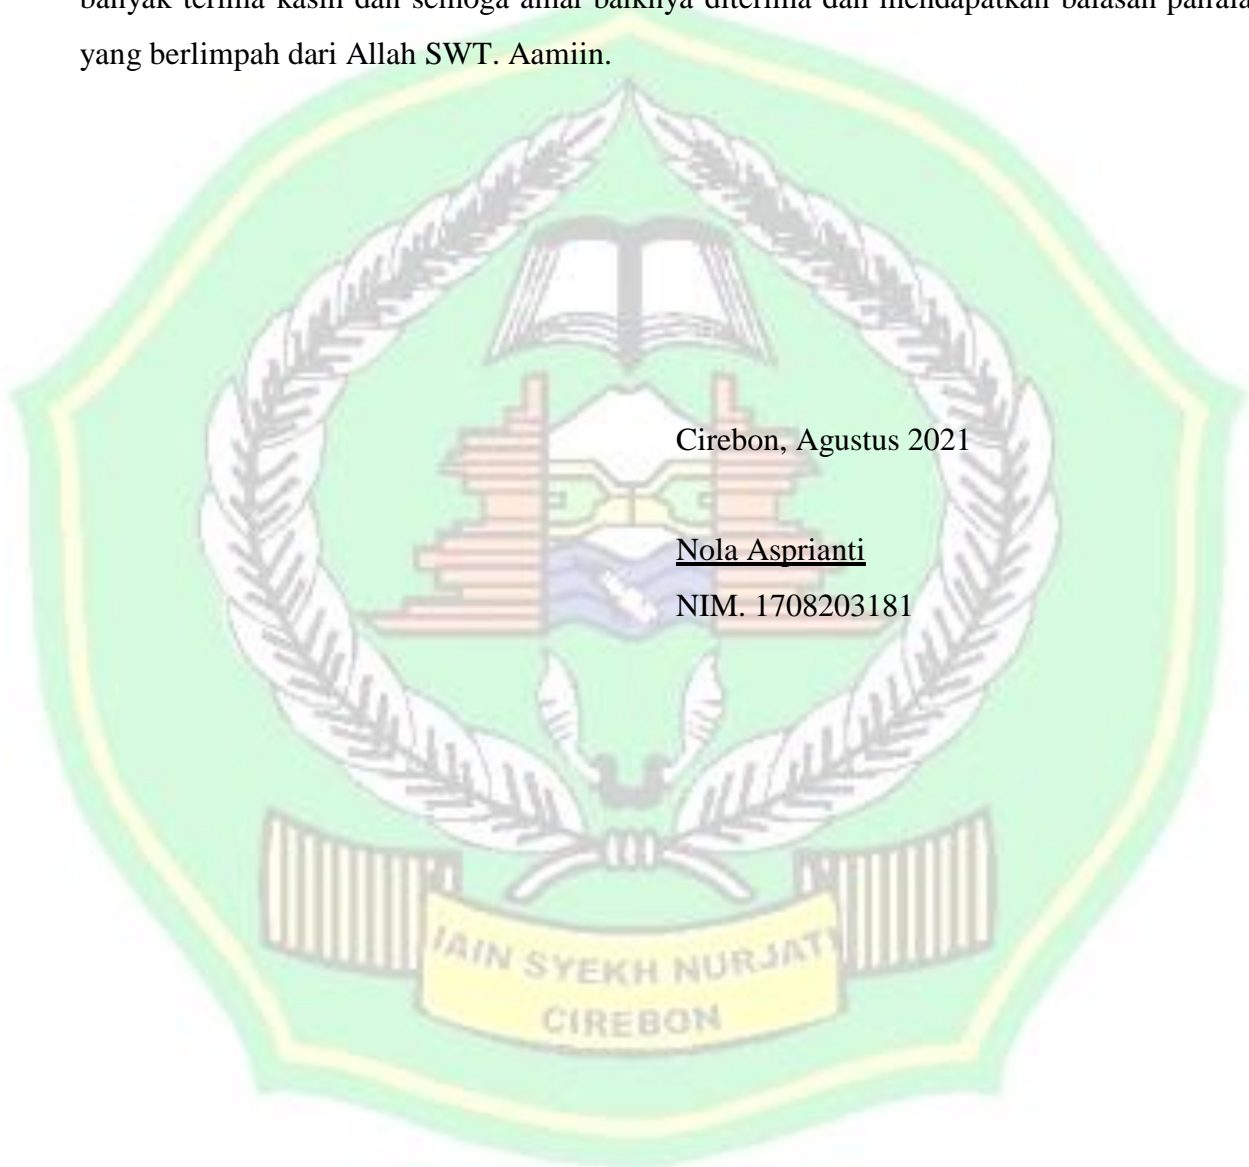 banyak terima kasih dan semoga amal baiknya diterima dan mendapatkan balasan
yang berlimpah dari Allah SWT. Aamiin.
Cirebon, Agustus 2021
Nola Asprianti
NIM. 1708203181
IAIN SYEKH NURJATI
CIREBON